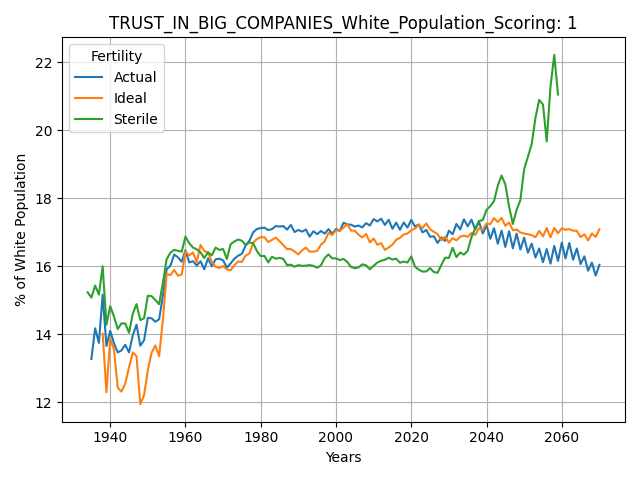 TRUST_IN_BIG_COMPANIES_White_Population_Scoring: 1
Fertility
Actual
Ideal
Sterile
% of White Population
22
20
18
16
14
12
1940 1960 1980 2000 2020 2040 2060
Years